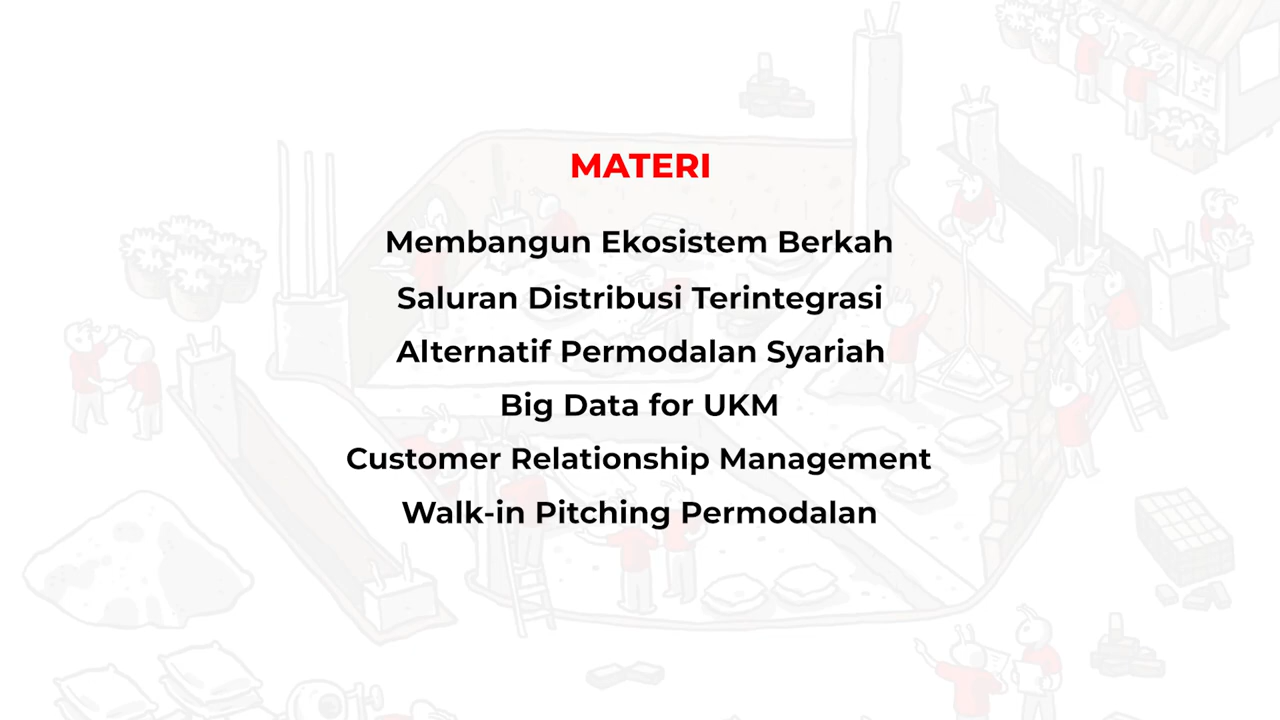 MATERI
Membangun Ekosistem Berkah
Saluran Distribusi Terintegrasi
Alternatif Permodalan Syariah
Big Data for UKM
Customer Relationship Management
Walk-in Pitching Permodalan